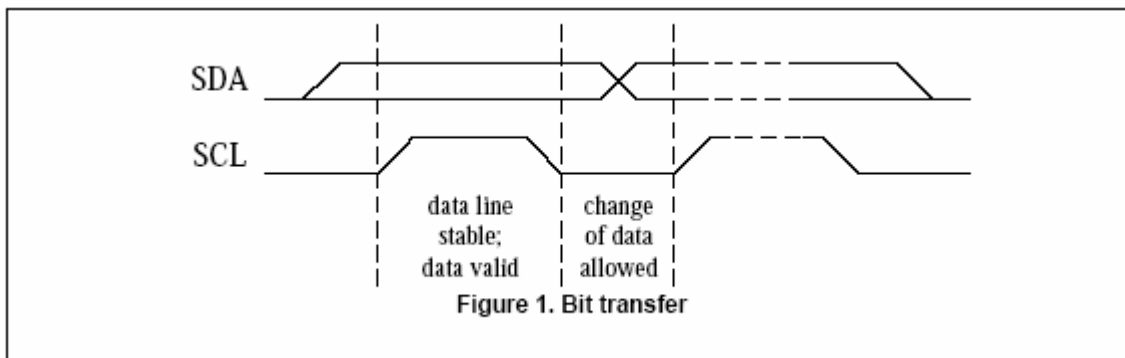 SDA
SCL
data line
stable;
data valid
change
of data
allowed
Figure 1. Bit transfer